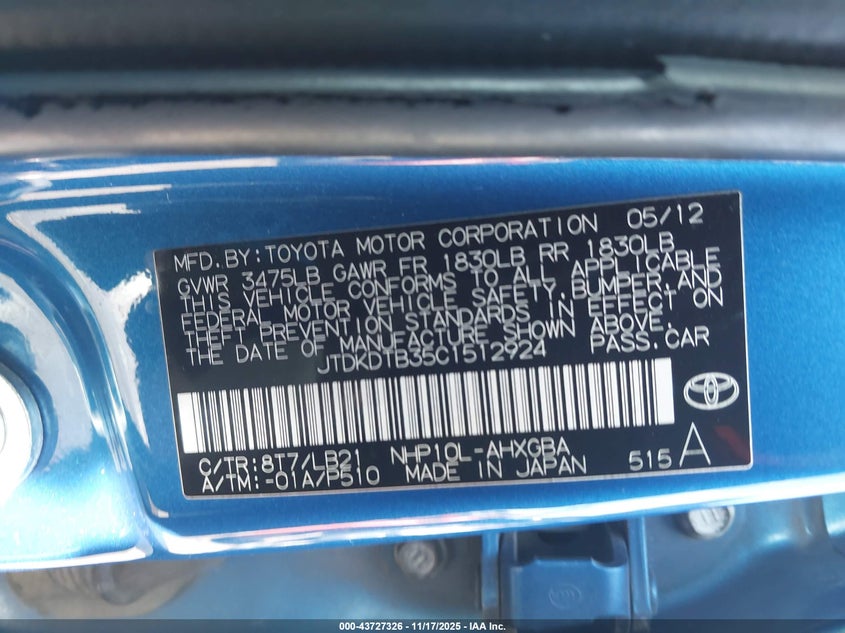 MFD. BY: TOYOTA MOTOR CORPORATION 05/12
GVWR 3475LB GAWR FR 1830LB RR 1830LB
THIS VEHICLE CONFORMS TO ALL APPLICABLE
FEDERAL MOTOR VEHICLE SAFETY, BUMPER, AND
THEFT PREVENTION STANDARDS IN EFFECT ON
THE DATE OF MANUFACTURE SHOWN ABOVE.
JTDKDTB35C1512924 PASS.CAR
C/TR:8T7/LB21 NHP10L-AHXGBA
A/TM:-01A/P510 MADE IN JAPAN 515 A
000-43727326 - 11/17/2025 - IAA Inc.